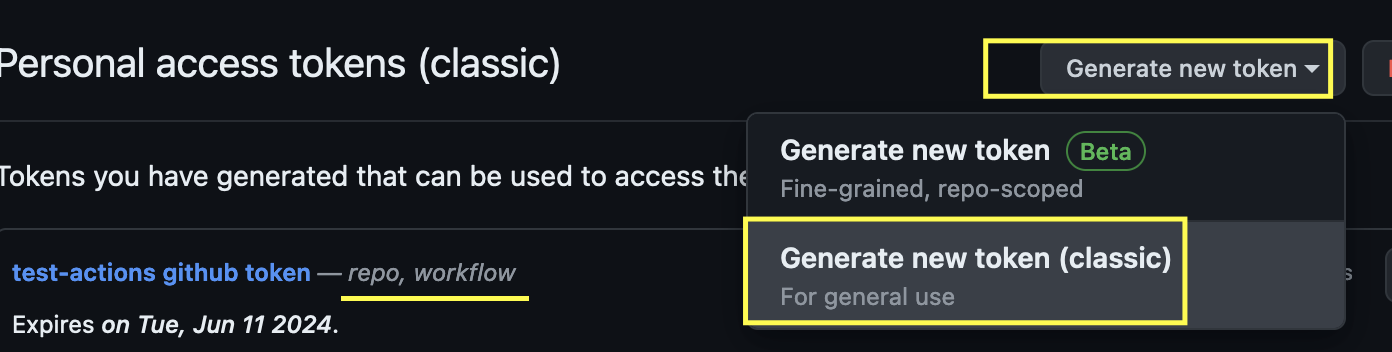 Personal access tokens (classic)
Generate new token
Generate new token Beta
Fine-grained, repo-scoped
Tokens you have generated that can be used to access the
Generate new token (classic)
For general use
test-actions github token — repo, workflow
Expires on Tue, Jun 11 2024.